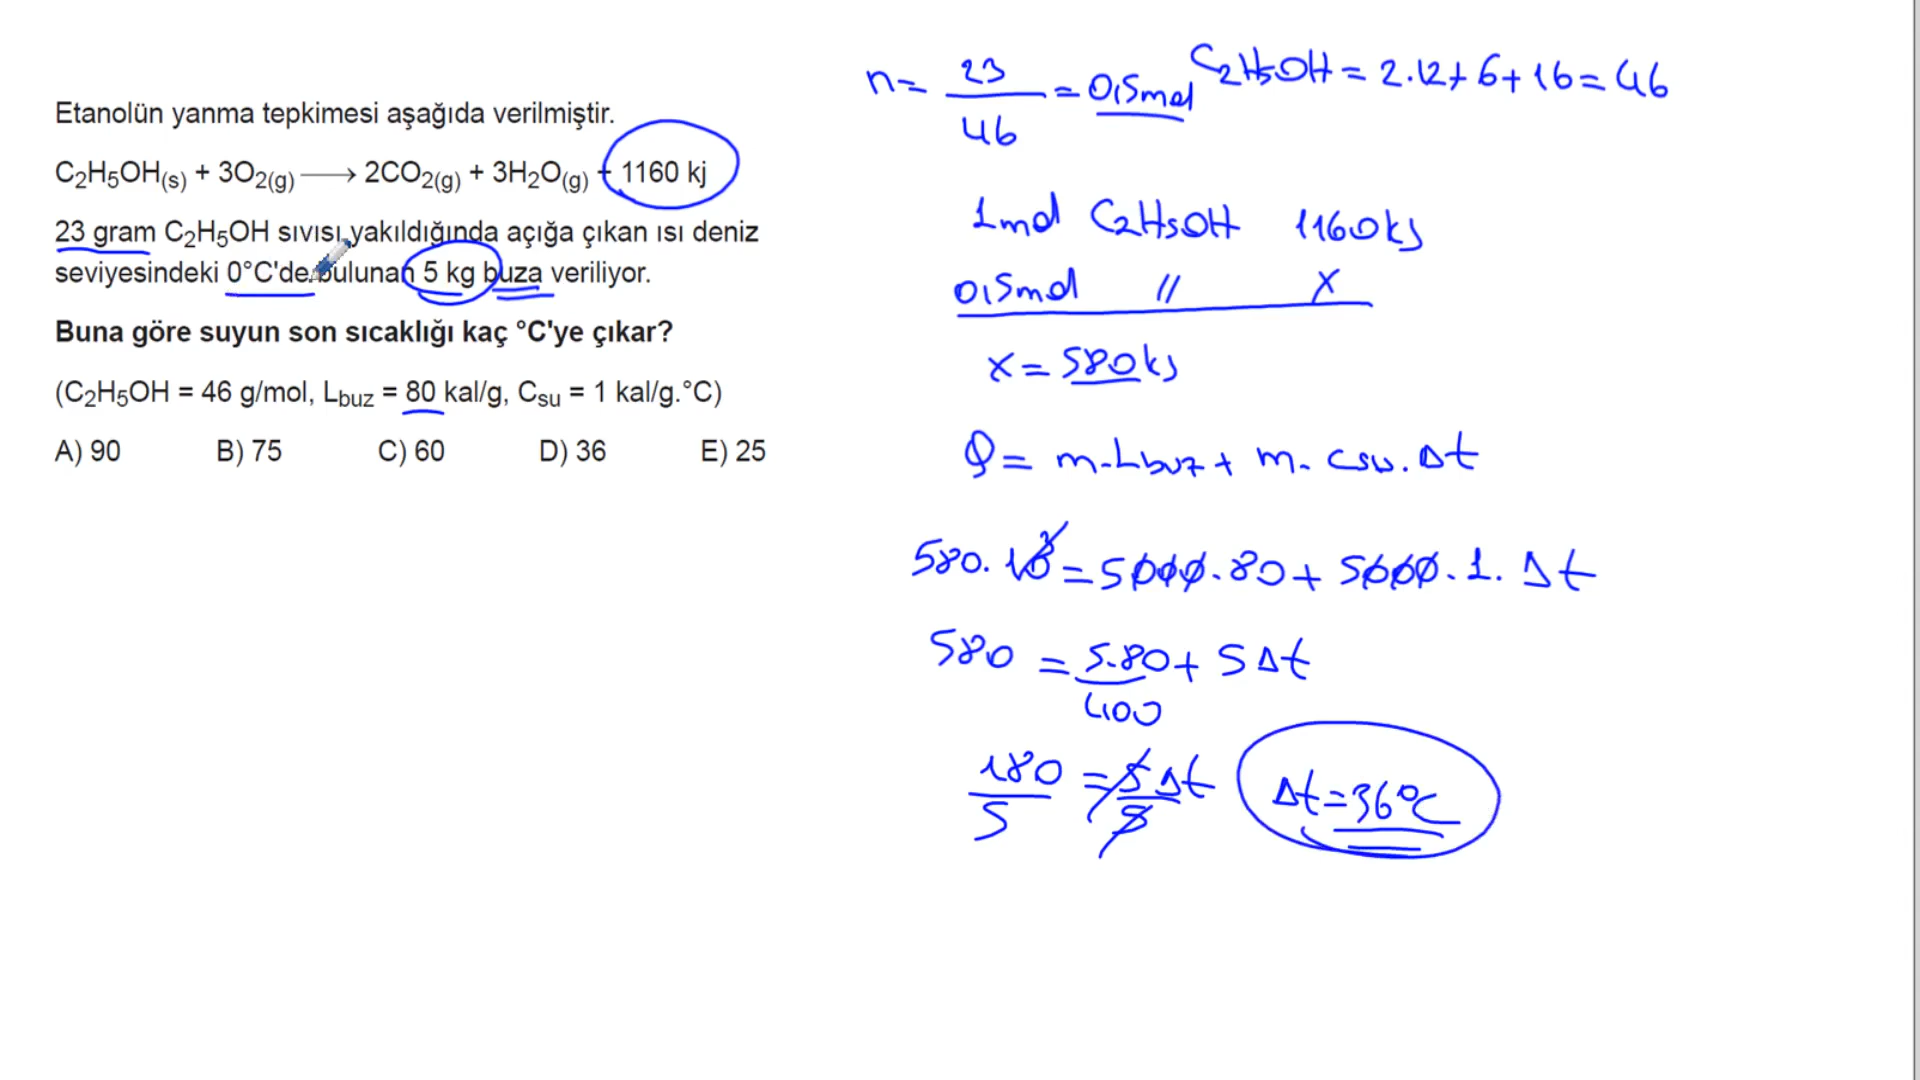 Etanolün yanma tepkimesi aşağıda verilmiştir.
C₂H₅OH₍s₎ + 3O₂₍g₎ ⟶ 2CO₂₍g₎ + 3H₂O₍g₎ + 1160 kj
23 gram C₂H₅OH sıvısı yakıldığında açığa çıkan ısı deniz
seviyesindeki 0°C'de bulunan 5 kg buza veriliyor.
Buna göre suyun son sıcaklığı kaç °C'ye çıkar?
(C₂H₅OH = 46 g/mol, Lbuz = 80 kal/g, Csu = 1 kal/g.°C)
A) 90 B) 75 C) 60 D) 36 E) 25
n = 23/46 = 0,5mol C₂H₅OH = 2.12 + 6 + 16 = 46
1mol C₂H₅OH 1160kj
0,5mol // x
x = 580kj
Q = m.Lbuz + m.csu.Δt
580.10³ = 5000.80 + 5000.1.Δt
580 = 5.80 + 5Δt
400
180/5 = 5Δt/5 Δt = 36°C